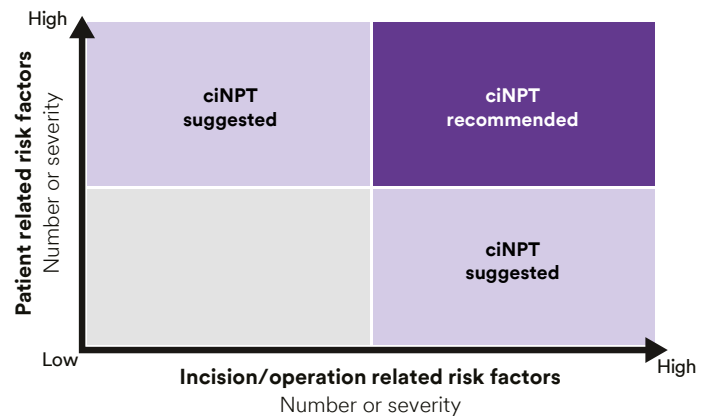 High
Patient related risk factors
Number or severity
ciNPT
suggested
ciNPT
recommended
ciNPT
suggested
Low
High
Incision/operation related risk factors
Number or severity